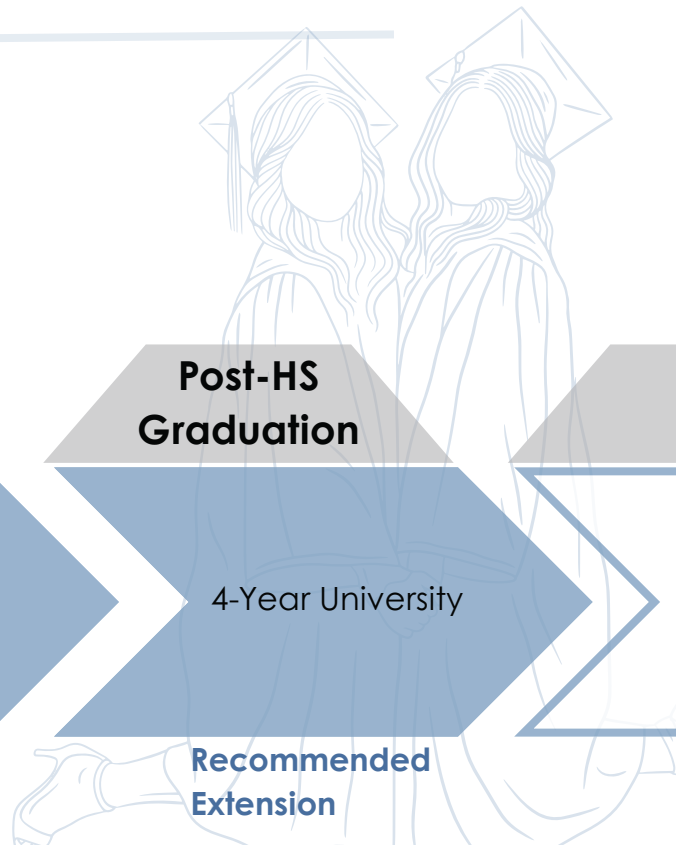 Post-HS
Graduation
4-Year University
Recommended
Extension